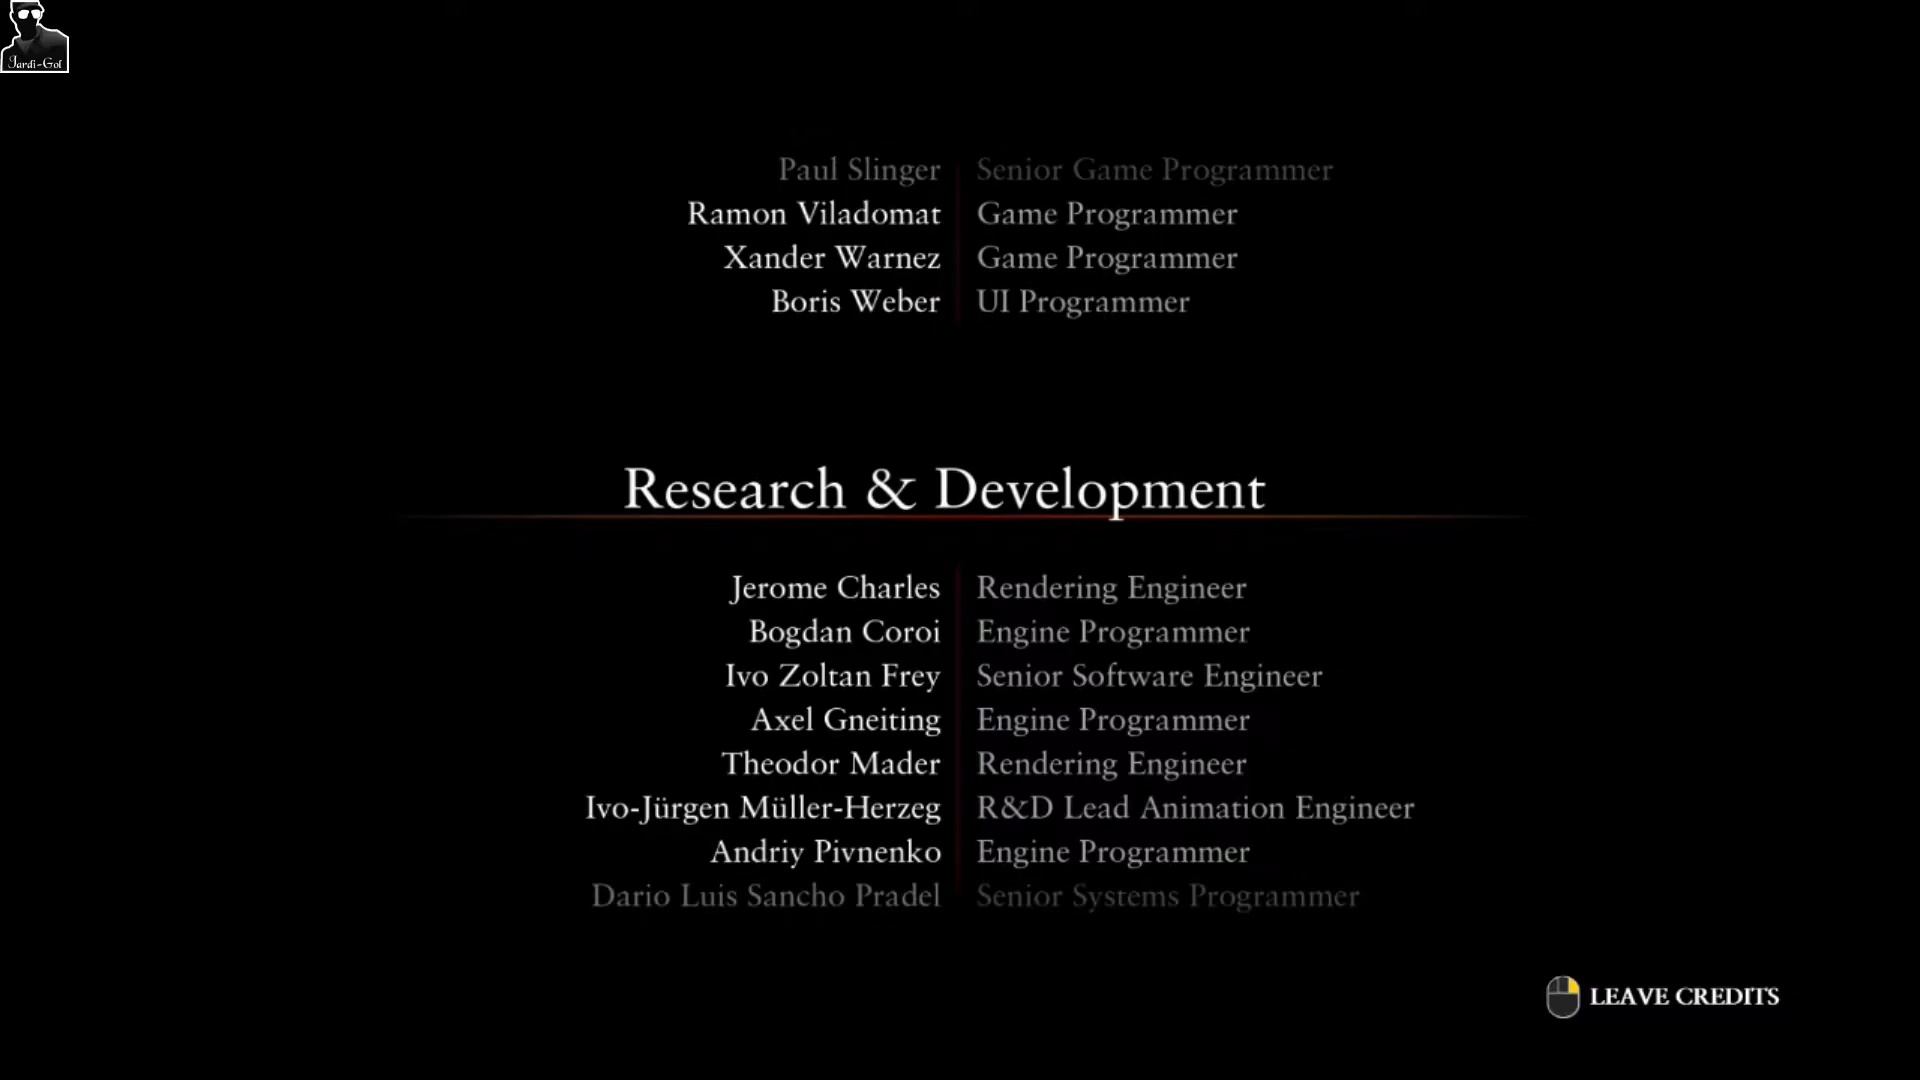 Jardi-Gol
Paul Slinger Senior Game Programmer
Ramon Viladomat Game Programmer
Xander Warnez Game Programmer
Boris Weber UI Programmer
Research & Development
Jerome Charles Rendering Engineer
Bogdan Coroi Engine Programmer
Ivo Zoltan Frey Senior Software Engineer
Axel Gneiting Engine Programmer
Theodor Mader Rendering Engineer
Ivo-Jürgen Müller-Herzeg R&D Lead Animation Engineer
Andriy Pivnenko Engine Programmer
Dario Luis Sancho Pradel Senior Systems Programmer
LEAVE CREDITS